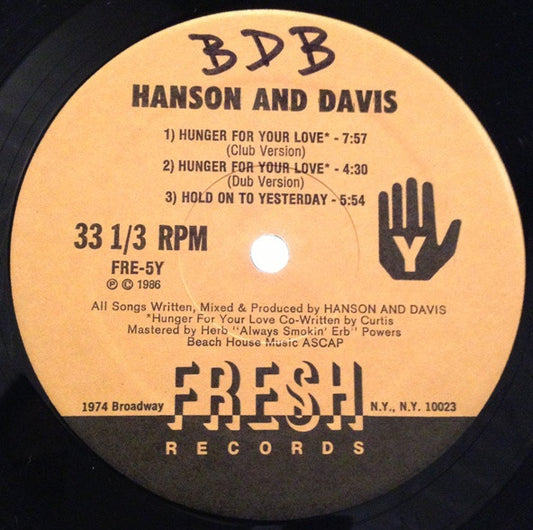 BDB
HANSON AND DAVIS
1) HUNGER FOR YOUR LOVE* - 7:57
(Club Version)
2) HUNGER FOR YOUR LOVE* - 4:30
(Dub Version)
3) HOLD ON TO YESTERDAY - 5:54
33 1/3 RPM
FRE-5Y
Ⓟ © 1986
Y
All Songs Written, Mixed & Produced by HANSON AND DAVIS
*Hunger For Your Love Co-Written by Curtis
Mastered by Herb "Always Smokin' Erb" Powers
Beach House Music ASCAP
1974 Broadway FRESH N.Y., N.Y. 10023
RECORDS